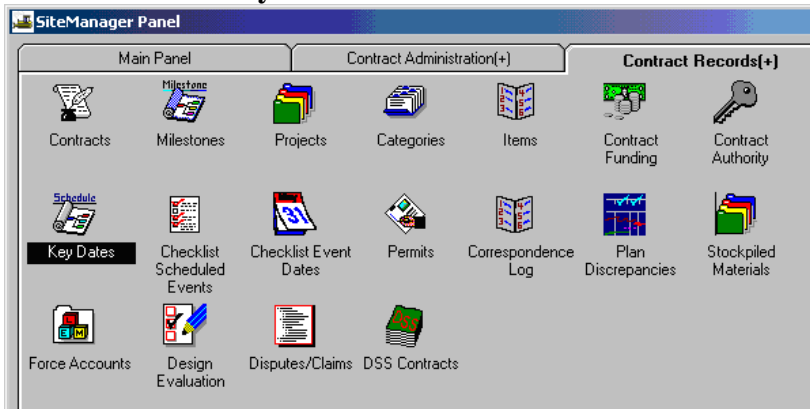 SiteManager Panel
Main Panel
Contract Administration(+)
Contract Records(+)
Milestone
Contracts
Milestones
Projects
Categories
Items
Contract
Funding
Contract
Authority
Schedule
31
Key Dates
Checklist
Scheduled
Events
Checklist Event
Dates
Permits
Correspondence
Log
Plan
Discrepancies
Stockpiled
Materials
L E M
DSS
Force Accounts
Design
Evaluation
Disputes/Claims
DSS Contracts